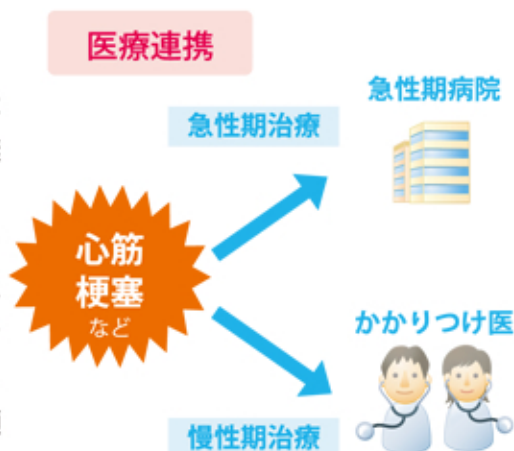 医療連携
急性期病院
急性期治療
心筋
梗塞
など
かかりつけ医
慢性期治療